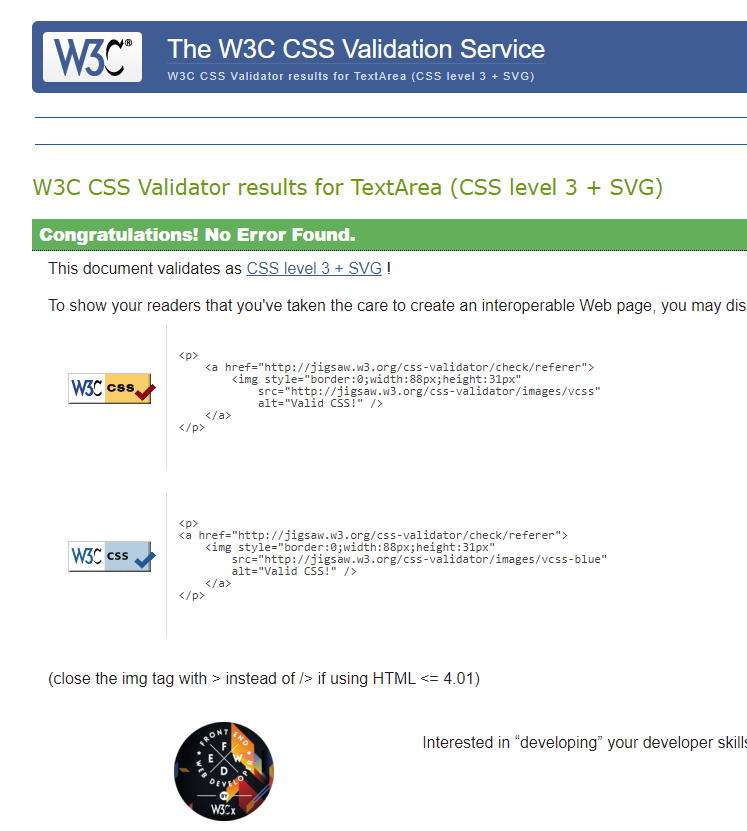 W3C®
The W3C CSS Validation Service
W3C CSS Validator results for TextArea (CSS level 3 + SVG)
W3C CSS Validator results for TextArea (CSS level 3 + SVG)
Congratulations! No Error Found.
This document validates as CSS level 3 + SVG !
To show your readers that you've taken the care to create an interoperable Web page, you may dis
W3C css
<p>
    <a href="http://jigsaw.w3.org/css-validator/check/referer">
        <img style="border:0;width:88px;height:31px"
            src="http://jigsaw.w3.org/css-validator/images/vcss"
            alt="Valid CSS!" />
    </a>
</p>
W3C css
<p>
<a href="http://jigsaw.w3.org/css-validator/check/referer">
    <img style="border:0;width:88px;height:31px"
        src="http://jigsaw.w3.org/css-validator/images/vcss-blue"
        alt="Valid CSS!" />
    </a>
</p>
(close the img tag with > instead of /> if using HTML <= 4.01)
FRONT END
F
E W
D
WEB DEVELOPER
BY
W3Cx
Interested in “developing” your developer skills